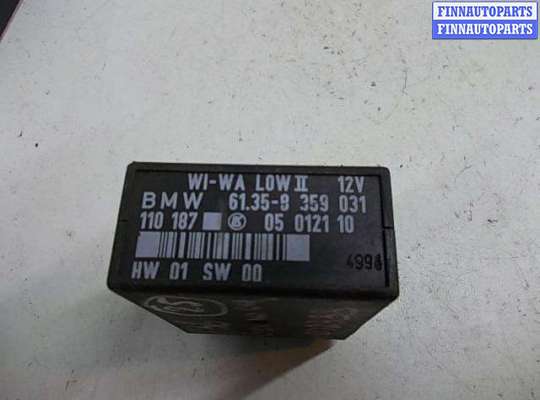 FINNAUTOPARTS
FINNAUTOPARTS
WI-WA LOW II 12V
BMW 61.35-8 359 031
110 187 05 0121 10
HW 01 SW 00
4998